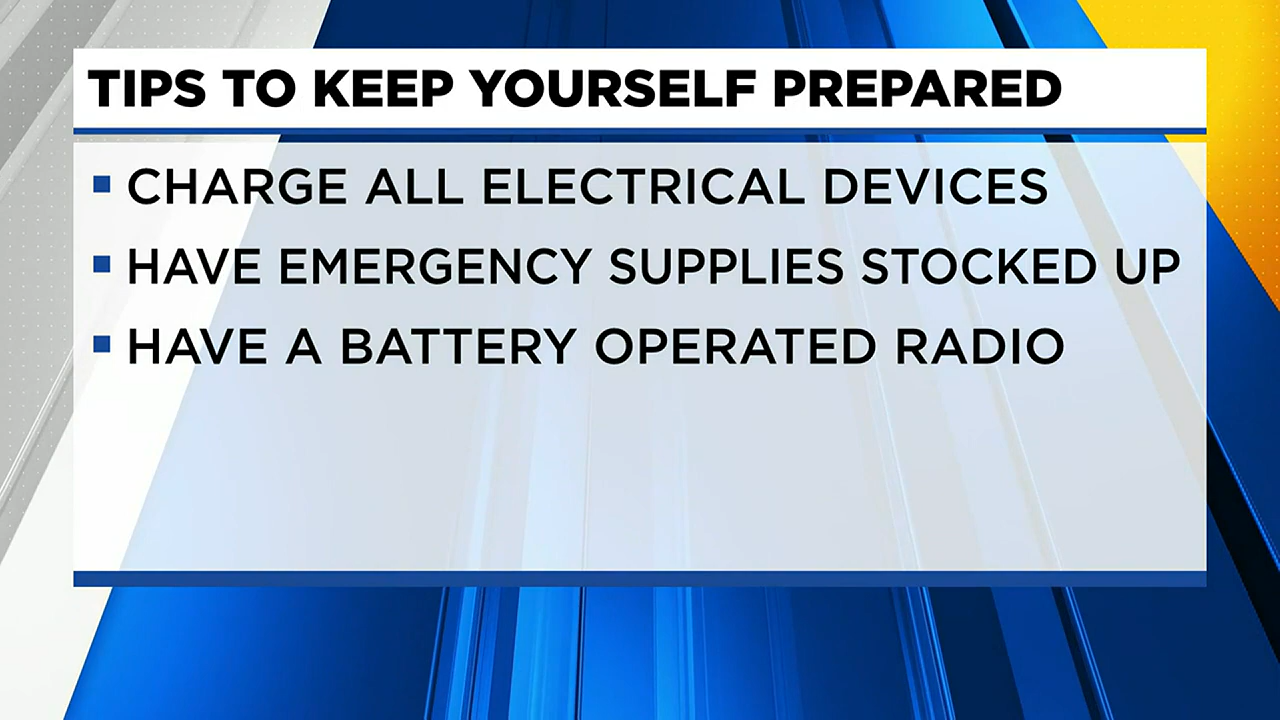 TIPS TO KEEP YOURSELF PREPARED
CHARGE ALL ELECTRICAL DEVICES
HAVE EMERGENCY SUPPLIES STOCKED UP
HAVE A BATTERY OPERATED RADIO